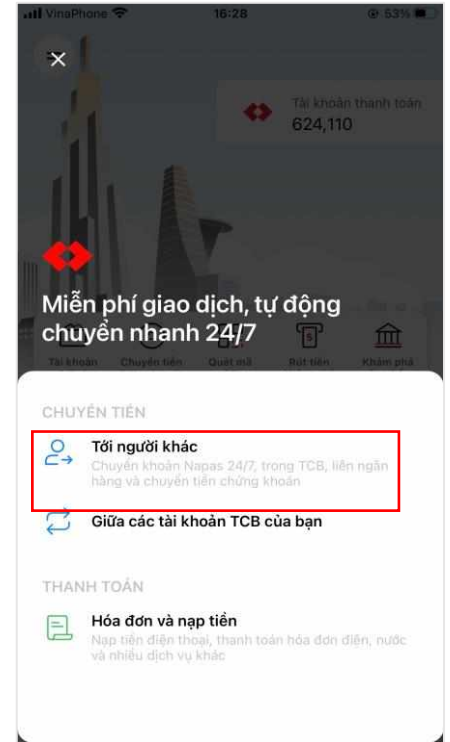 VinaPhone
16:28
53%
Tài khoản thanh toán
624,110
Miễn phí giao dịch, tự động
chuyển nhanh 24/7
Tài khoản
Chuyển tiền
Quét mã
Rút tiền
Khám phá
CHUYỂN TIỀN
Tới người khác
Chuyển khoản Napas 24/7, trong TCB, liên ngân
hàng và chuyển tiền chứng khoán
Giữa các tài khoản TCB của bạn
THANH TOÁN
Hóa đơn và nạp tiền
Nạp tiền điện thoại, thanh toán hóa đơn điện, nước
và nhiều dịch vụ khác